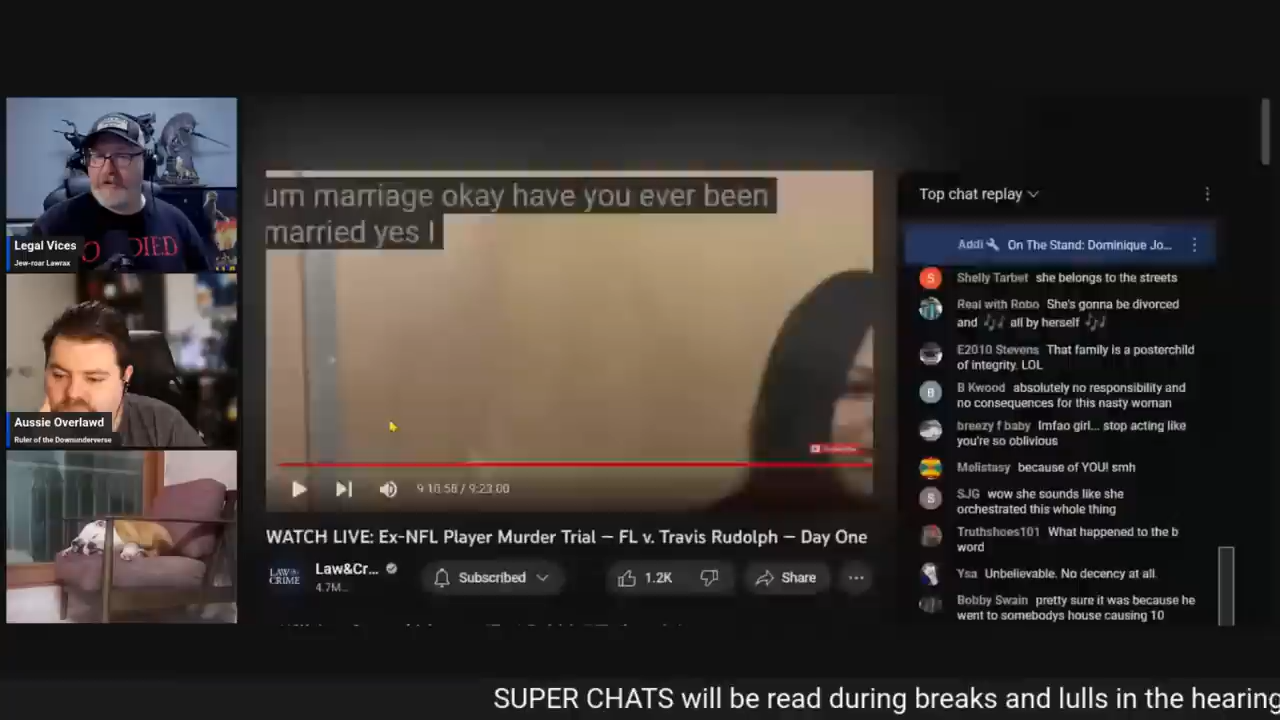 Legal Vices
Jew-roar Lawrax
Aussie Overlawd
Ruler of the Downunderverse
um marriage okay have you ever been
married yes I
9:10:58 / 9:23:00
WATCH LIVE: Ex-NFL Player Murder Trial – FL v. Travis Rudolph – Day One
LAW&
CRIME
Law&Cr...
4.7M...
Subscribed
1.2K
Share
Top chat replay
Addi On The Stand: Dominique Jo...
Shelly Tarbet she belongs to the streets
Real with Robo She's gonna be divorced
and 🎶 all by herself 🎶
E2010 Stevens That family is a posterchild
of integrity. LOL
B Kwood absolutely no responsibility and
no consequences for this nasty woman
breezy f baby lmfao girl... stop acting like
you're so oblivious
Melistasy because of YOU! smh
SJG wow she sounds like she
orchestrated this whole thing
Truthshoes101 What happened to the b
word
Ysa Unbelievable. No decency at all.
Bobby Swain pretty sure it was because he
went to somebodys house causing 10
SUPER CHATS will be read during breaks and lulls in the hearing